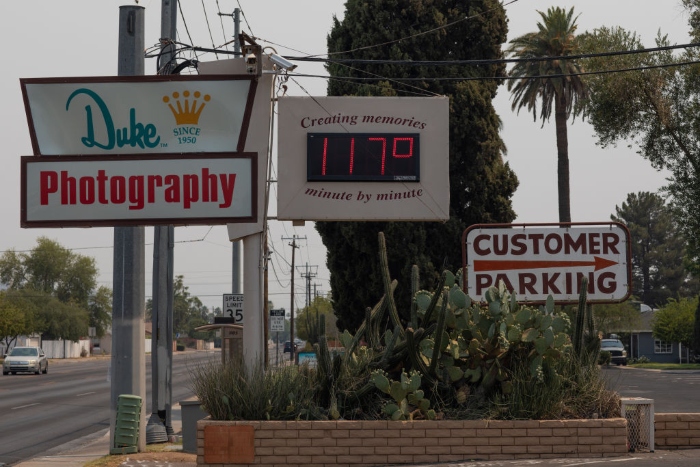 Duke
SINCE
1950
Photography
Creating memories
117°
minute by minute
CUSTOMER
PARKING
SPEED
LIMIT
35